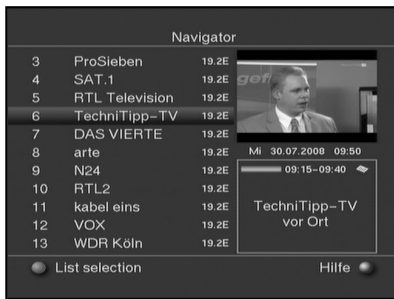 Navigator
3 ProSieben 19.2E
4 SAT.1 19.2E
5 RTL Television 19.2E
6 TechniTipp-TV 19.2E
7 DAS VIERTE 19.2E
8 arte 19.2E
9 N24 19.2E
10 RTL2 19.2E
11 kabel eins 19.2E
12 VOX 19.2E
13 WDR Köln 19.2E
get
Mi 30.07.2008 09:50
09:15-09:40
TechniTipp-TV
vor Ort
List selection
Hilfe